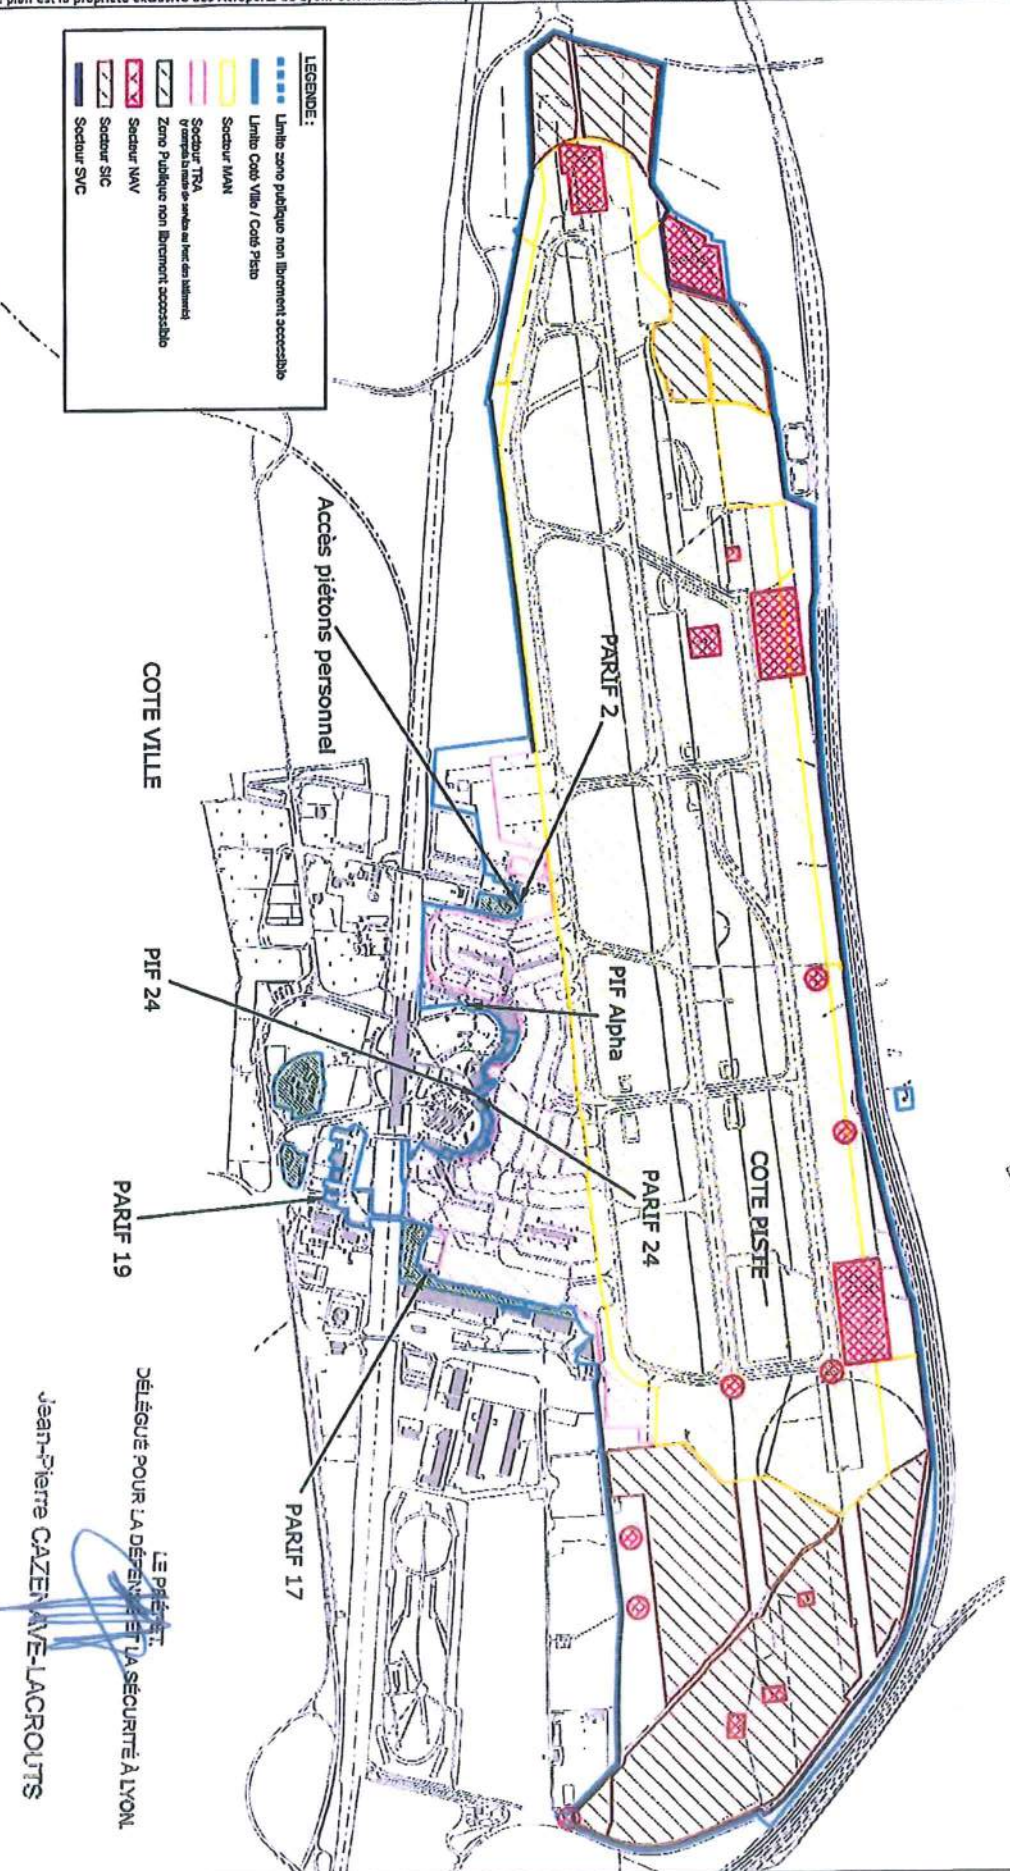 LEGENDE :
Limite zone publique non librement accessible
Limite Coté Ville / Coté Piste
Secteur MAN
Secteur TRA
Zone Publique non librement accessible
Secteur NAV
Secteur SIC
Secteur SVC
Accès piétons personnel
PARIF 2
COTE VILLE
PIF 24
PIF Alpha
PARIF 24
COTE PISTE
PARIF 19
PARIF 17
LE PRÉFET,
DÉLÉGUÉ POUR LA DÉFENSE ET LA SÉCURITÉ À LYON
Jean-Pierre CAZENAVE-LACROUTS